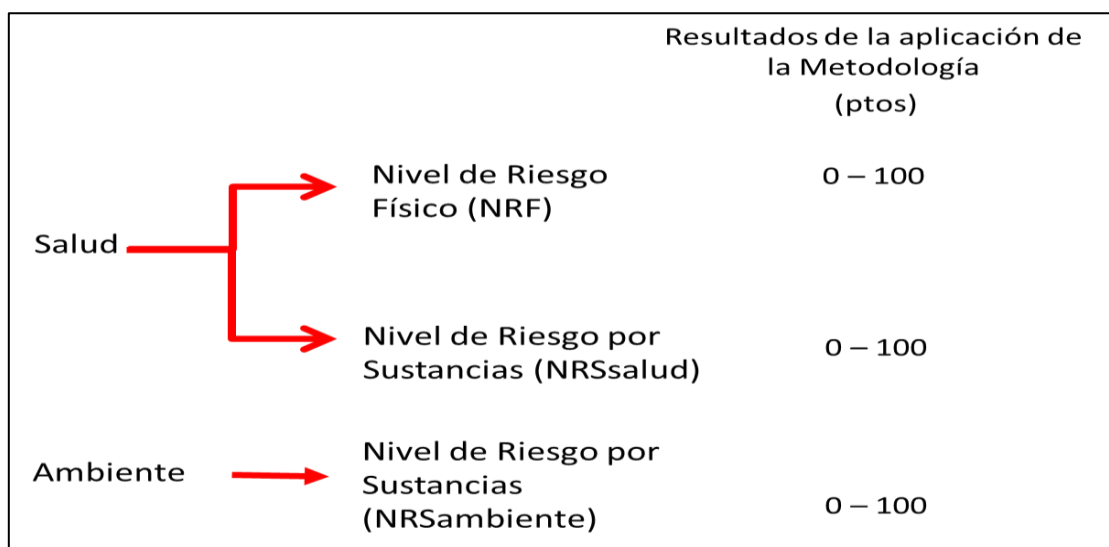 Resultados de la aplicación de
la Metodología
(ptos)
Nivel de Riesgo
Físico (NRF)
0 – 100
Salud
Nivel de Riesgo por
Sustancias (NRSsalud)
0 – 100
Ambiente
Nivel de Riesgo por
Sustancias
(NRSambiente)
0 – 100